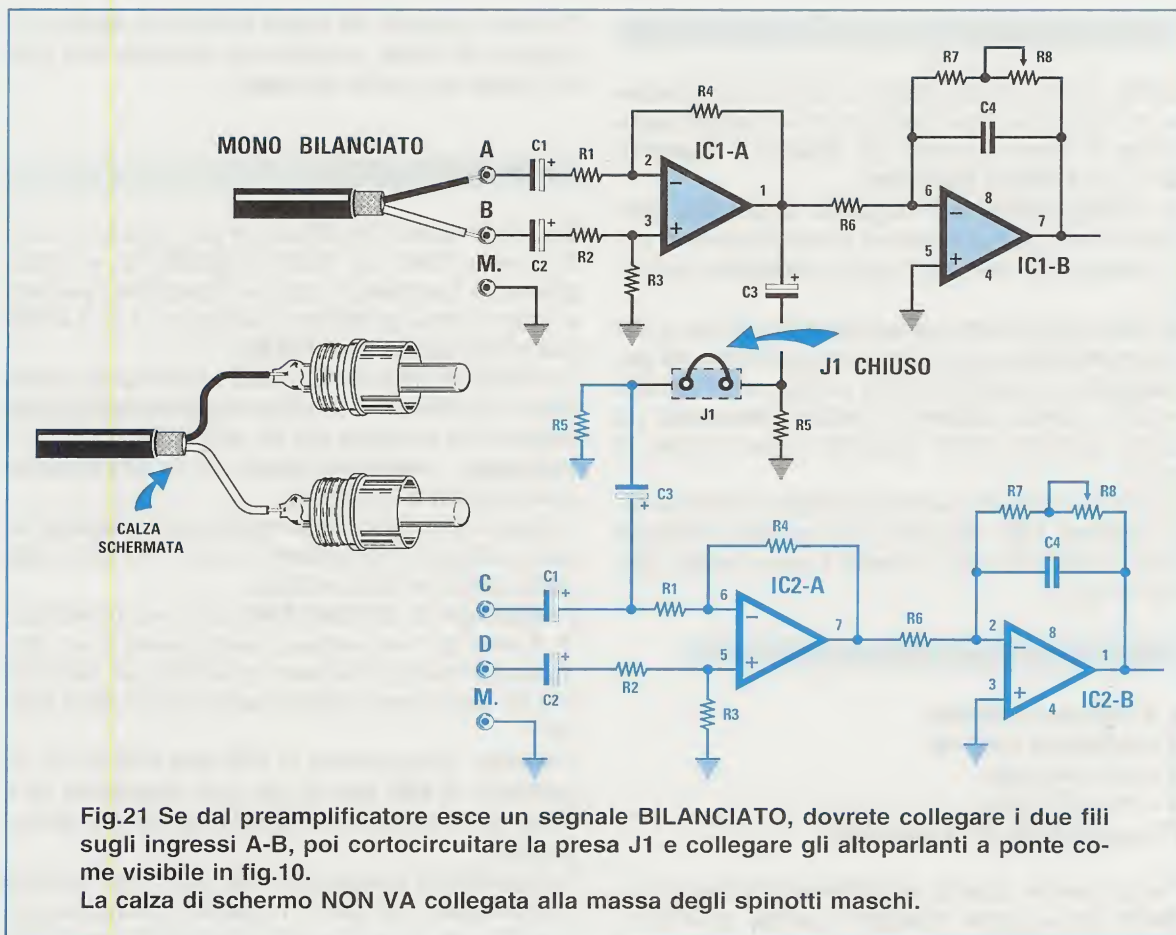 MONO BILANCIATO
A
C1
+
R1
R4
2
−
IC1-A
1
B
C2
+
R2
3
+
R3
M.
R6
R7
R8
C4
6
−
8
7
5
+
4
IC1-B
C3
+
J1 CHIUSO
J1
R5
R5
CALZA
SCHERMATA
C3
+
C
C1
+
R1
R4
6
−
IC2-A
7
D
C2
+
R2
5
+
R3
M.
R6
R7
R8
C4
2
−
8
1
3
+
4
IC2-B
Fig.21 Se dal preamplificatore esce un segnale BILANCIATO, dovrete collegare i due fili
sugli ingressi A-B, poi cortocircuitare la presa J1 e collegare gli altoparlanti a ponte co-
me visibile in fig.10.
La calza di schermo NON VA collegata alla massa degli spinotti maschi.